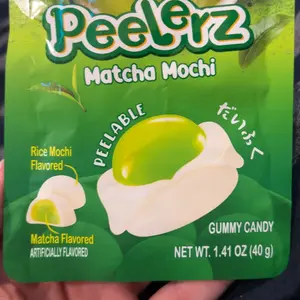 Peelerz
Matcha Mochi
PEELABLE
だいふく
Rice Mochi
Flavored
Matcha Flavored
ARTIFICIALLY FLAVORED
GUMMY CANDY
NET WT. 1.41 OZ (40 g)